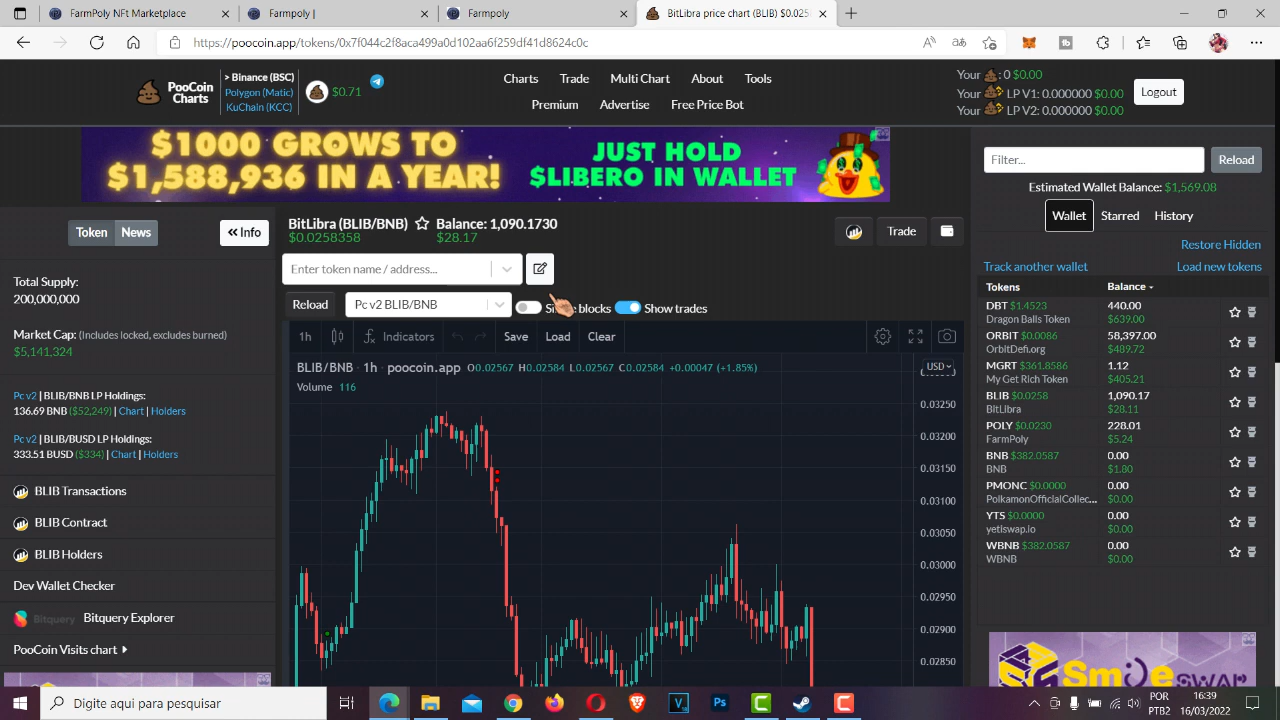 FarmPoly NFT Marketplace
FarmPoly NFT
Farmpoly
BitLibra price chart (BLIB) $0.025
https://poocoin.app/tokens/0x7f044c2f8aca499a0d102aa6f259df41d8624c0c
PooCoin
Charts
> Binance (BSC)
Polygon (Matic)
KuChain (KCC)
$0.71
Charts Trade Multi Chart About Tools
Premium Advertise Free Price Bot
Your : 0 $0.00
Your LP V1: 0.000000 $0.00
Your LP V2: 0.000000 $0.00
Logout
$1000 GROWS TO
$1,588,936 IN A YEAR!
JUST HOLD
$LIBERO IN WALLET
Filter...
Reload
Estimated Wallet Balance: $1,569.08
Wallet Starred History
Restore Hidden
Track another wallet Load new tokens
Tokens Balance
DBT $1.4523 440.00
Dragon Balls Token $639.00
ORBIT $0.0086 58,397.00
OrbitDefi.org $489.72
MGRT $361.8586 1.12
My Get Rich Token $405.21
BLIB $0.0258 1,090.17
BitLibra $28.11
POLY $0.0230 228.01
FarmPoly $5.24
BNB $382.0587 0.00
BNB $1.80
PMONC $0.0000 0.00
PolkamonOfficialCollec... $0.00
YTS $0.0000 0.00
yetiswap.io $0.00
WBNB $382.0587 0.00
WBNB $0.00
Token News
Info
Total Supply:
200,000,000
Market Cap: (Includes locked, excludes burned)
$5,141,324
Pc v2 | BLIB/BNB LP Holdings:
136.69 BNB ($52,249) | Chart | Holders
Pc v2 | BLIB/BUSD LP Holdings:
333.51 BUSD ($334) | Chart | Holders
BLIB Transactions
BLIB Contract
BLIB Holders
Dev Wallet Checker
Bitquery Bitquery Explorer
PooCoin Visits chart
BitLibra (BLIB/BNB) Balance: 1,090.1730
$0.0258358 $28.17
Trade
Enter token name / address...
Reload
Pc v2 BLIB/BNB
blocks
Show trades
1h Indicators Save Load Clear
BLIB/BNB · 1h · poocoin.app O0.02567 H0.02584 L0.02567 C0.02584 +0.00047 (+1.85%)
Volume 116
USD
0.03250
0.03200
0.03150
0.03100
0.03050
0.03000
0.02950
0.02900
0.02850
SmileSWAP
Digite aqui para pesquisar
POR
PTB2
16:39
16/03/2022